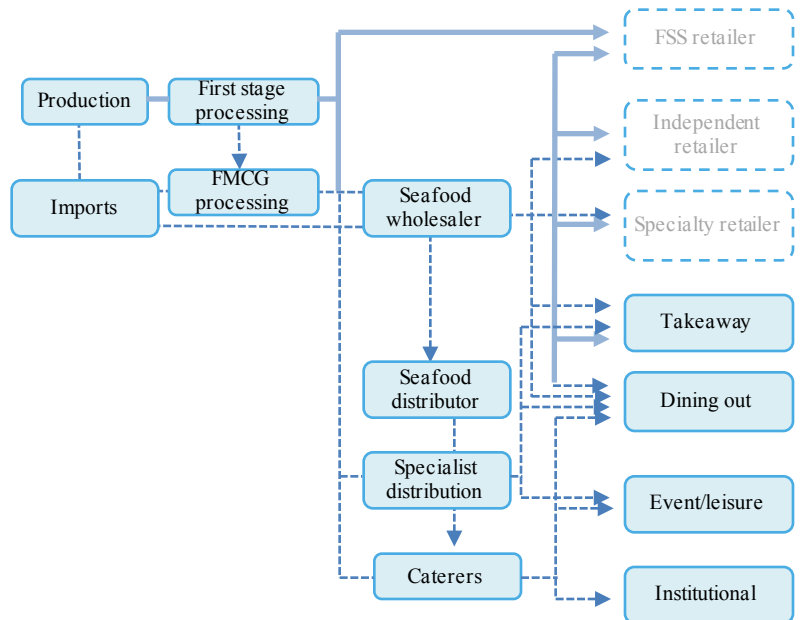 FSS retailer
Production
First stage
processing
Independent
retailer
FMCG
processing
Imports
Seafood
wholesaler
Specialty retailer
Takeaway
Seafood
distributor
Dining out
Specialist
distribution
Event/leisure
Caterers
Institutional